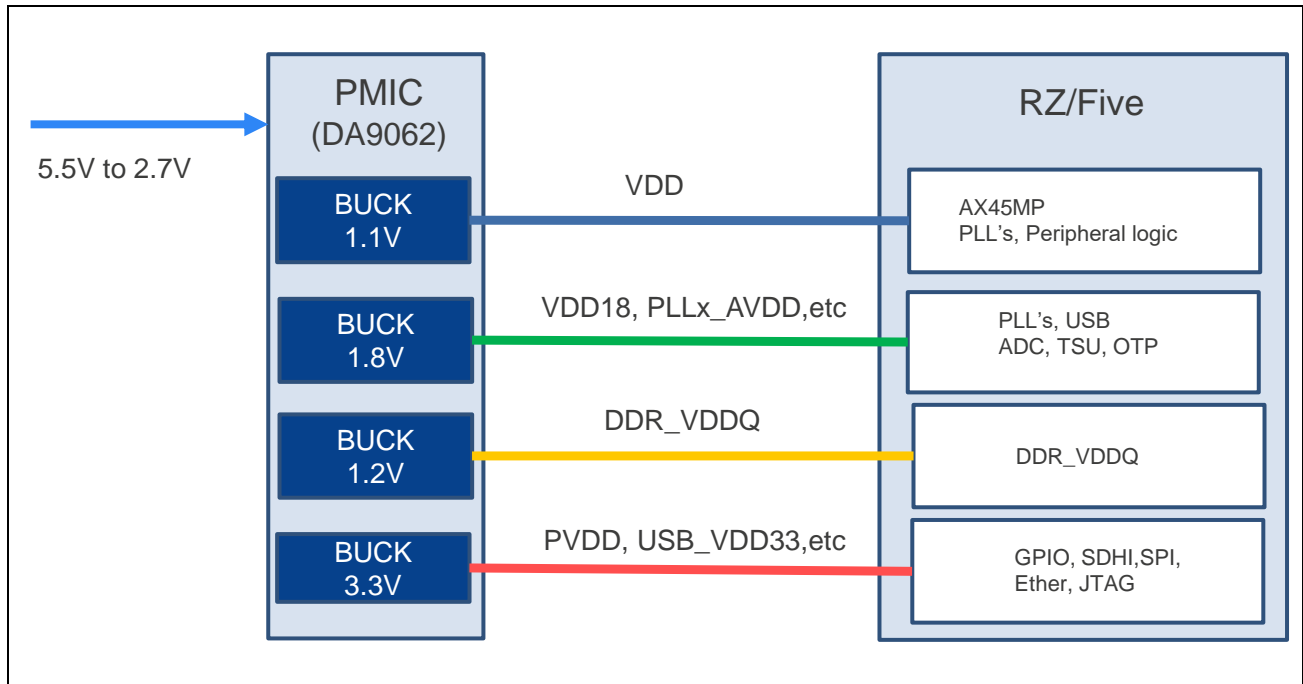 5.5V to 2.7V
PMIC
(DA9062)
BUCK
1.1V
BUCK
1.8V
BUCK
1.2V
BUCK
3.3V
VDD
VDD18, PLLx_AVDD,etc
DDR_VDDQ
PVDD, USB_VDD33,etc
RZ/Five
AX45MP
PLL’s, Peripheral logic
PLL’s, USB
ADC, TSU, OTP
DDR_VDDQ
GPIO, SDHI,SPI,
Ether, JTAG